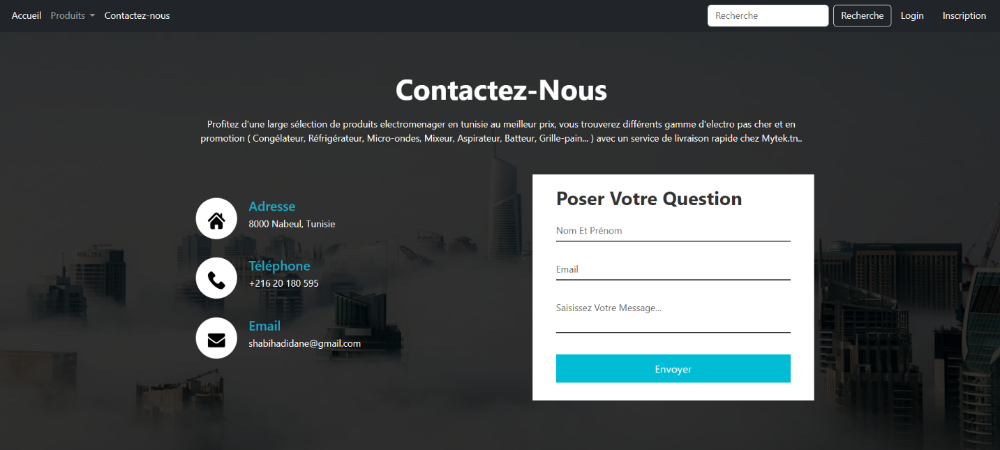 Accueil Produits Contactez-nous Recherche Recherche Login Inscription
Contactez-Nous
Profitez d'une large sélection de produits electromenager en tunisie au meilleur prix, vous trouverez différents gamme d'electro pas cher et en
promotion ( Congélateur, Réfrigérateur, Micro-ondes, Mixeur, Aspirateur, Batteur, Grille-pain... ) avec un service de livraison rapide chez Mytek.tn..
Adresse
8000 Nabeul, Tunisie
Téléphone
+216 20 180 595
Email
shabihadidane@gmail.com
Poser Votre Question
Nom Et Prénom
Email
Saisissez Votre Message...
Envoyer